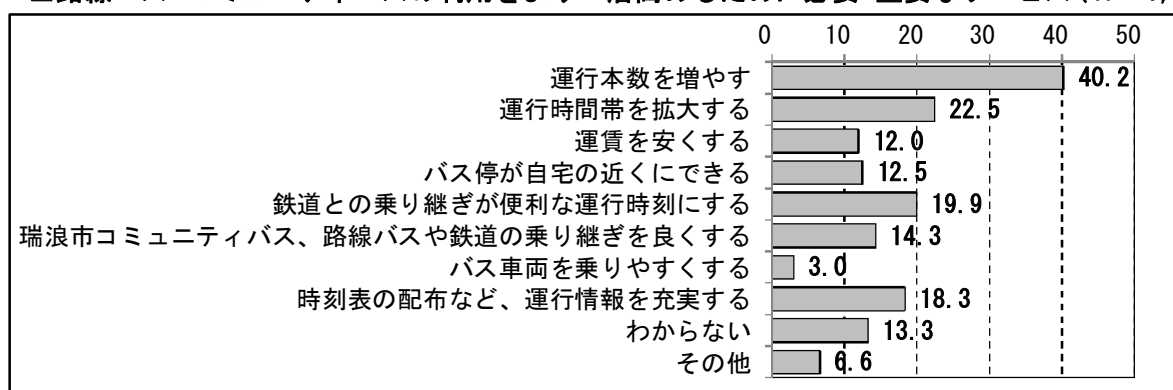 0 10 20 30 40 50
運行本数を増やす 40.2
運行時間帯を拡大する 22.5
運賃を安くする 12.0
バス停が自宅の近くにできる 12.5
鉄道との乗り継ぎが便利な運行時刻にする 19.9
瑞浪市コミュニティバス、路線バスや鉄道の乗り継ぎを良くする 14.3
バス車両を乗りやすくする 3.0
時刻表の配布など、運行情報を充実する 18.3
わからない 13.3
その他 6.6